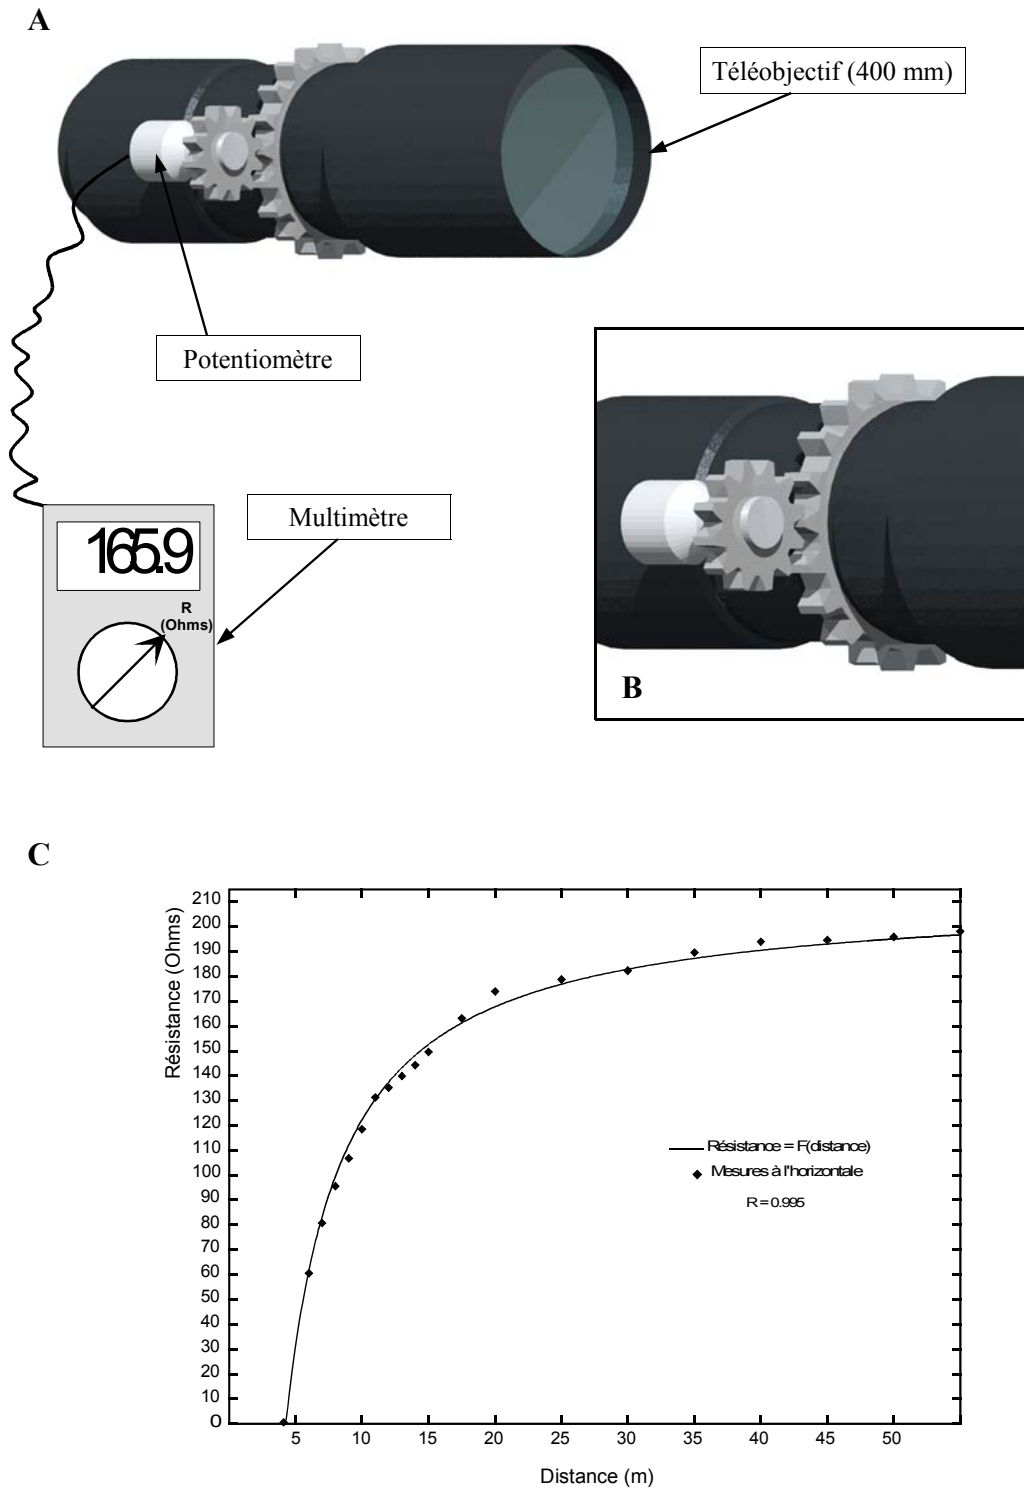 A
Téléobjectif (400 mm)
Potentiomètre
Multimètre
165.9
R
(Ohms)
B
C
Résistance (Ohms)
210
200
190
180
170
160
150
140
130
120
110
100
90
80
70
60
50
40
30
20
10
0
Résistance = F(distance)
Mesures à l'horizontale
R = 0.995
5 10 15 20 25 30 35 40 45 50
Distance (m)